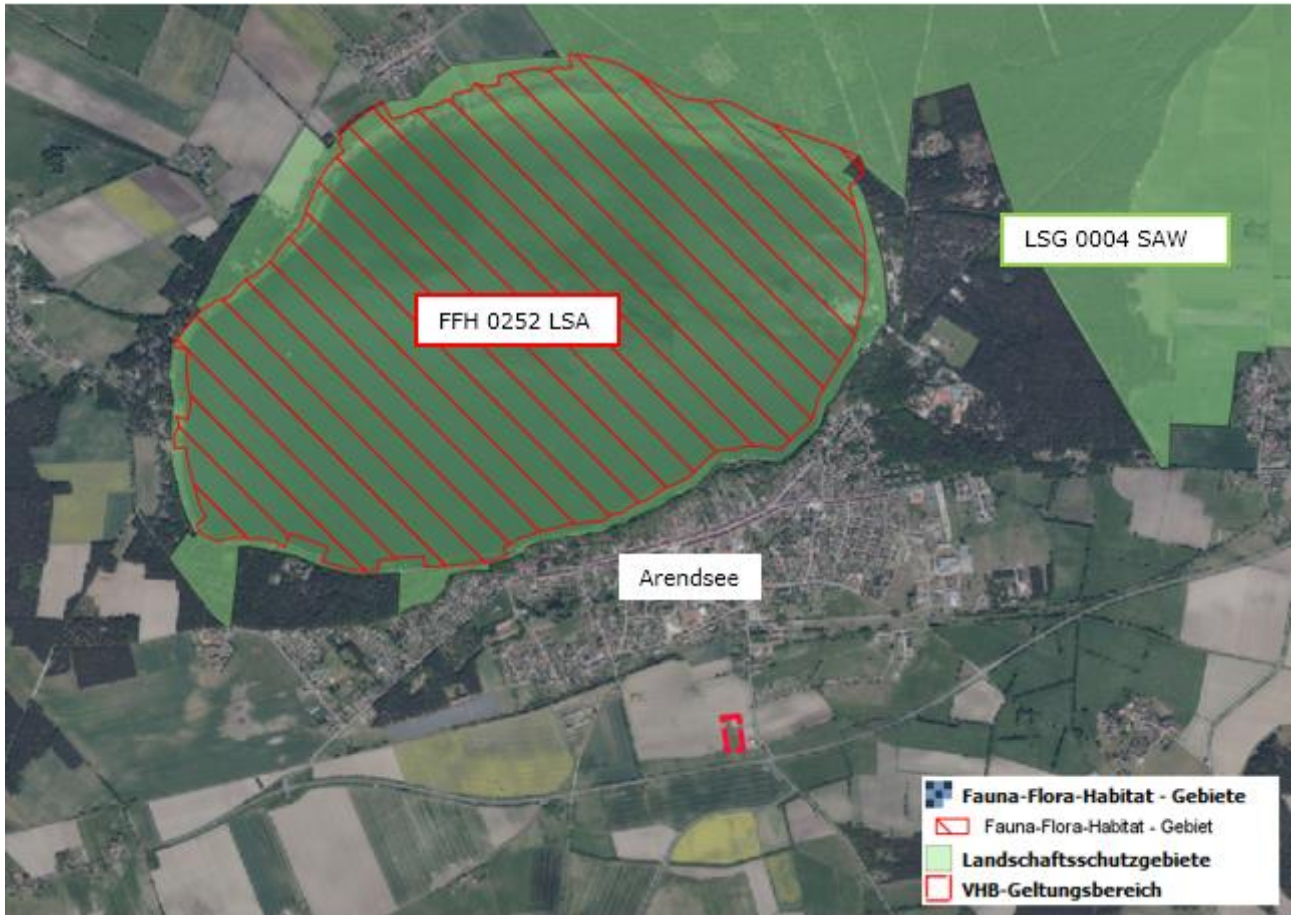 LSG 0004 SAW
FFH 0252 LSA
Arendsee
Fauna-Flora-Habitat - Gebiete
Fauna-Flora-Habitat - Gebiet
Landschaftsschutzgebiete
VHB-Geltungsbereich